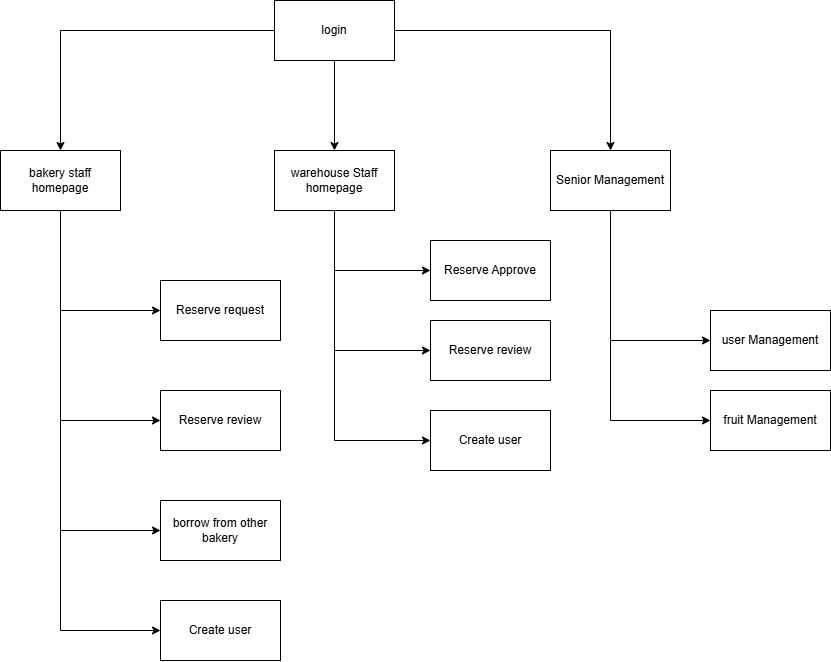 login
bakery staff
homepage
warehouse Staff
homepage
Senior Management
Reserve Approve
Reserve request
Reserve review
user Management
Reserve review
fruit Management
Create user
borrow from other
bakery
Create user